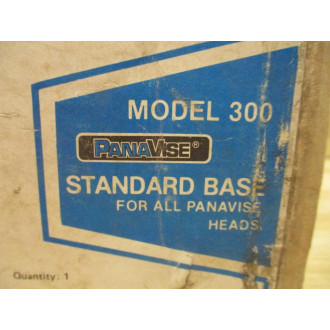 MODEL 300
PANAVISE®
STANDARD BASE
FOR ALL PANAVISE
HEADS.
Quantity: 1